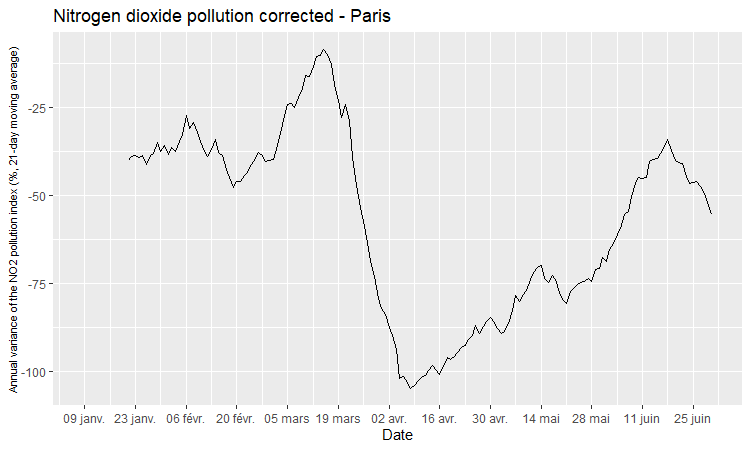 Nitrogen dioxide pollution corrected - Paris
Annual variance of the NO2 pollution index (%, 21-day moving average)
-25
-50
-75
-100
09 janv. 23 janv. 06 févr. 20 févr. 05 mars 19 mars 02 avr. 16 avr. 30 avr. 14 mai 28 mai 11 juin 25 juin
Date